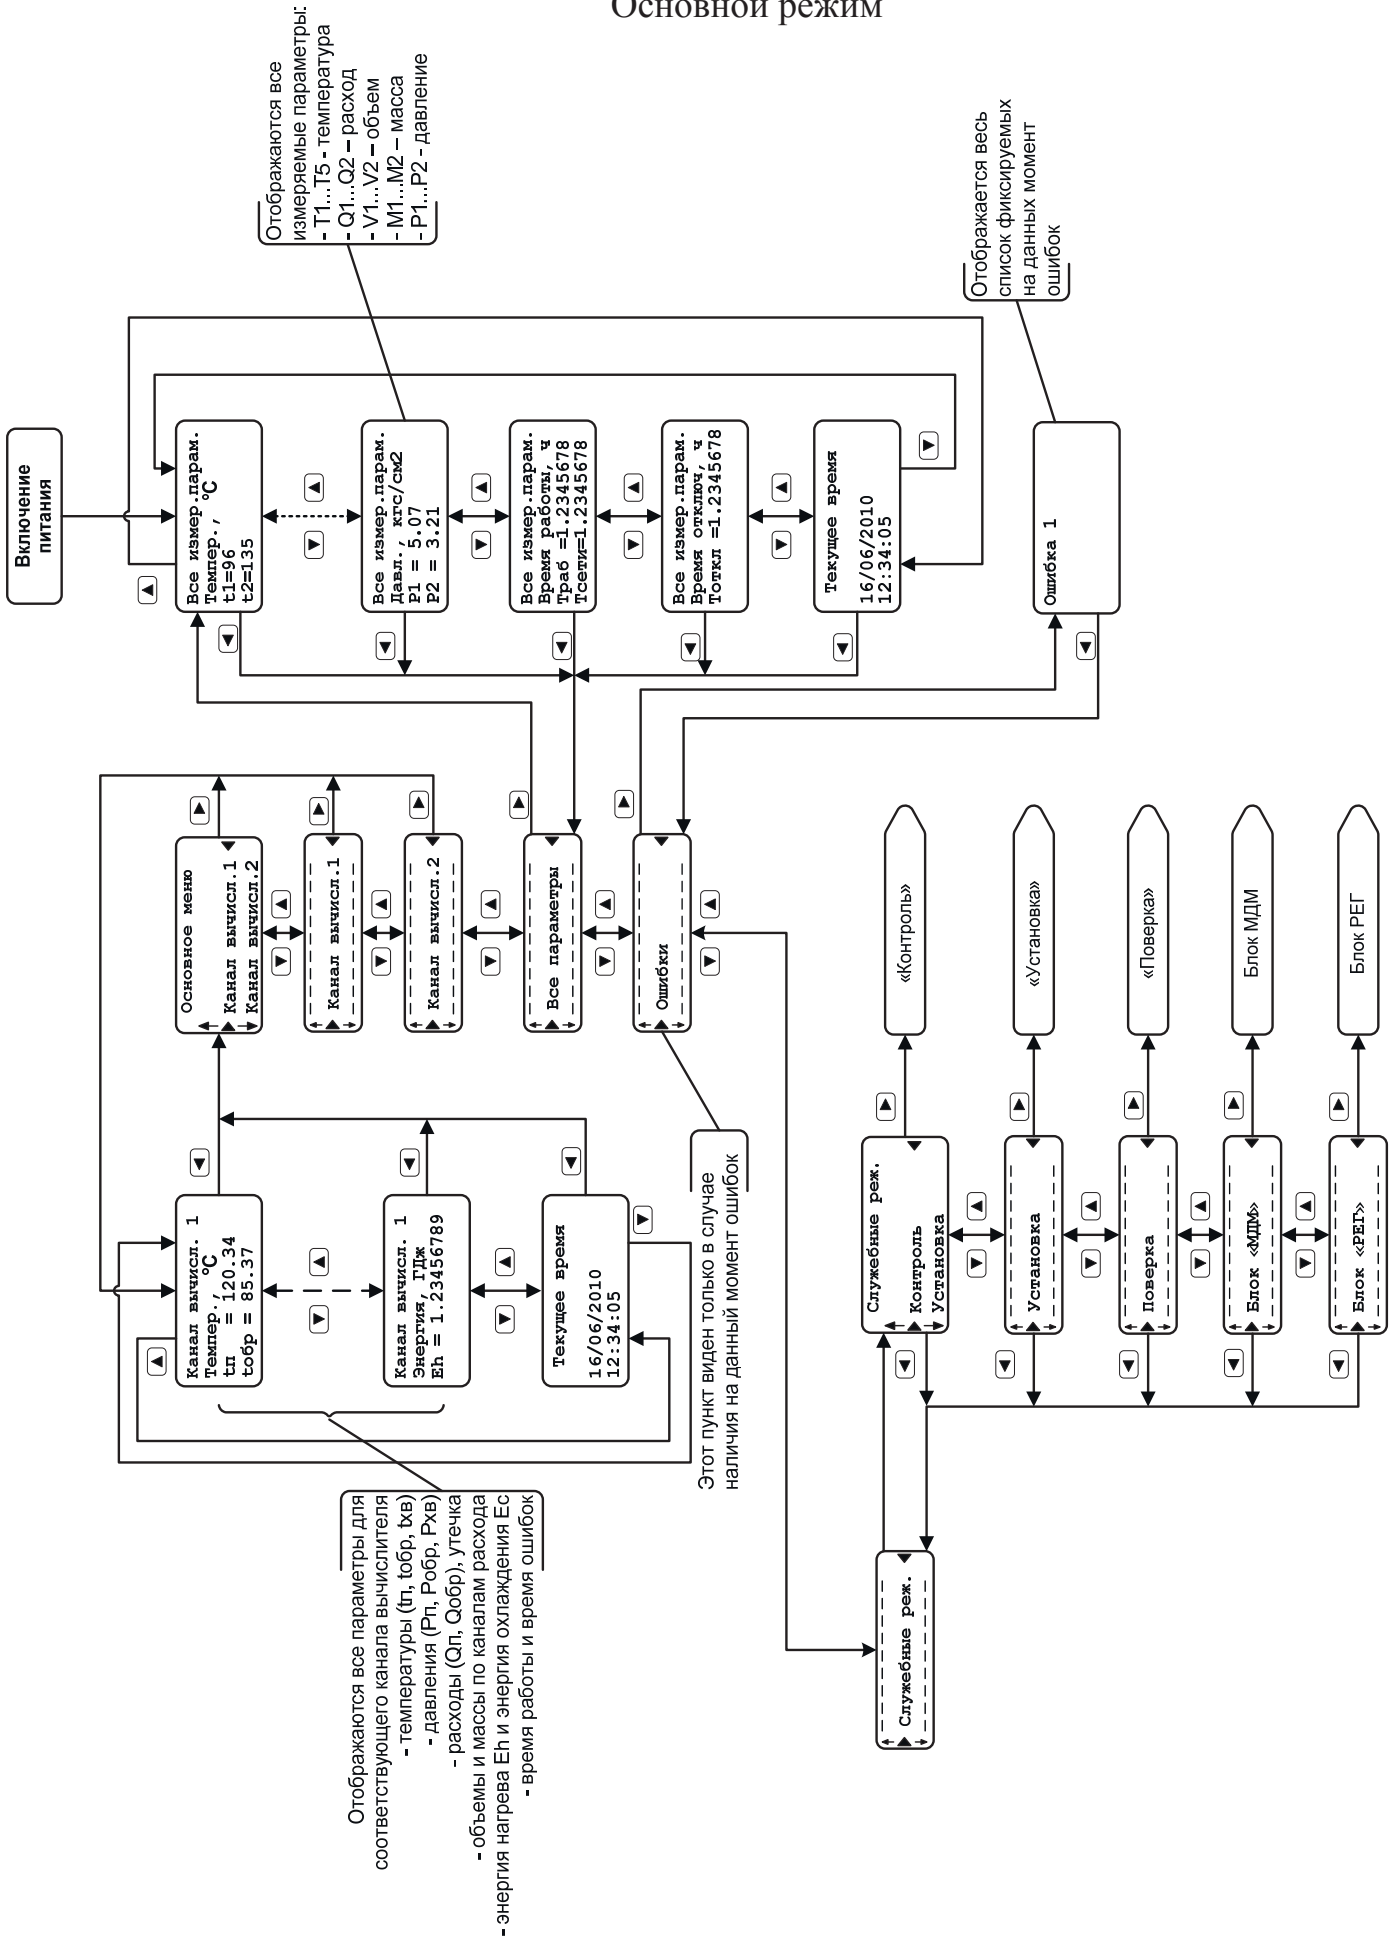 Основной режим
Включение
питания
Все измер.парам.
Темпер., °C
t1=96
t2=135
Все измер.парам.
Давл., кгс/см2
P1 = 5.07
P2 = 3.21
Все измер.парам.
Время работы, ч
Траб =1.2345678
Тсети=1.2345678
Все измер.парам.
Время отключ, ч
Тоткл =1.2345678
Текущее время
16/06/2010
12:34:05
Ошибка 1
Отображаются все
измеряемые параметры:
- T1...T5 - температура
- Q1...Q2 – расход
- V1...V2 – объем
- M1...M2 – масса
- P1...P2 - давление
Отображается весь
список фиксируемых
на данных момент
ошибок
Основное меню
Канал вычисл.1
Канал вычисл.2
Канал вычисл.1
Канал вычисл.2
Все параметры
Ошибки
Канал вычисл. 1
Темпер., °C
tп = 120.34
tобр = 85.37
Канал вычисл. 1
Энергия, ГДж
Eh = 1.23456789
Текущее время
16/06/2010
12:34:05
Этот пункт виден только в случае
наличия на данный момент ошибок
Отображаются все параметры для
соответствующего канала вычислителя
- температуры (tп, tобр, tхв)
- давления (Pп, Pобр, Pхв)
- расходы (Qп, Qобр), утечка
- объемы и массы по каналам расхода
- энергия нагрева Eh и энергия охлаждения Ec
- время работы и время ошибок
Служебные реж.
Служебные реж.
Контроль
Установка
Установка
Поверка
Блок «МДМ»
Блок «РЕГ»
«Контроль»
«Установка»
«Поверка»
Блок МДМ
Блок РЕГ